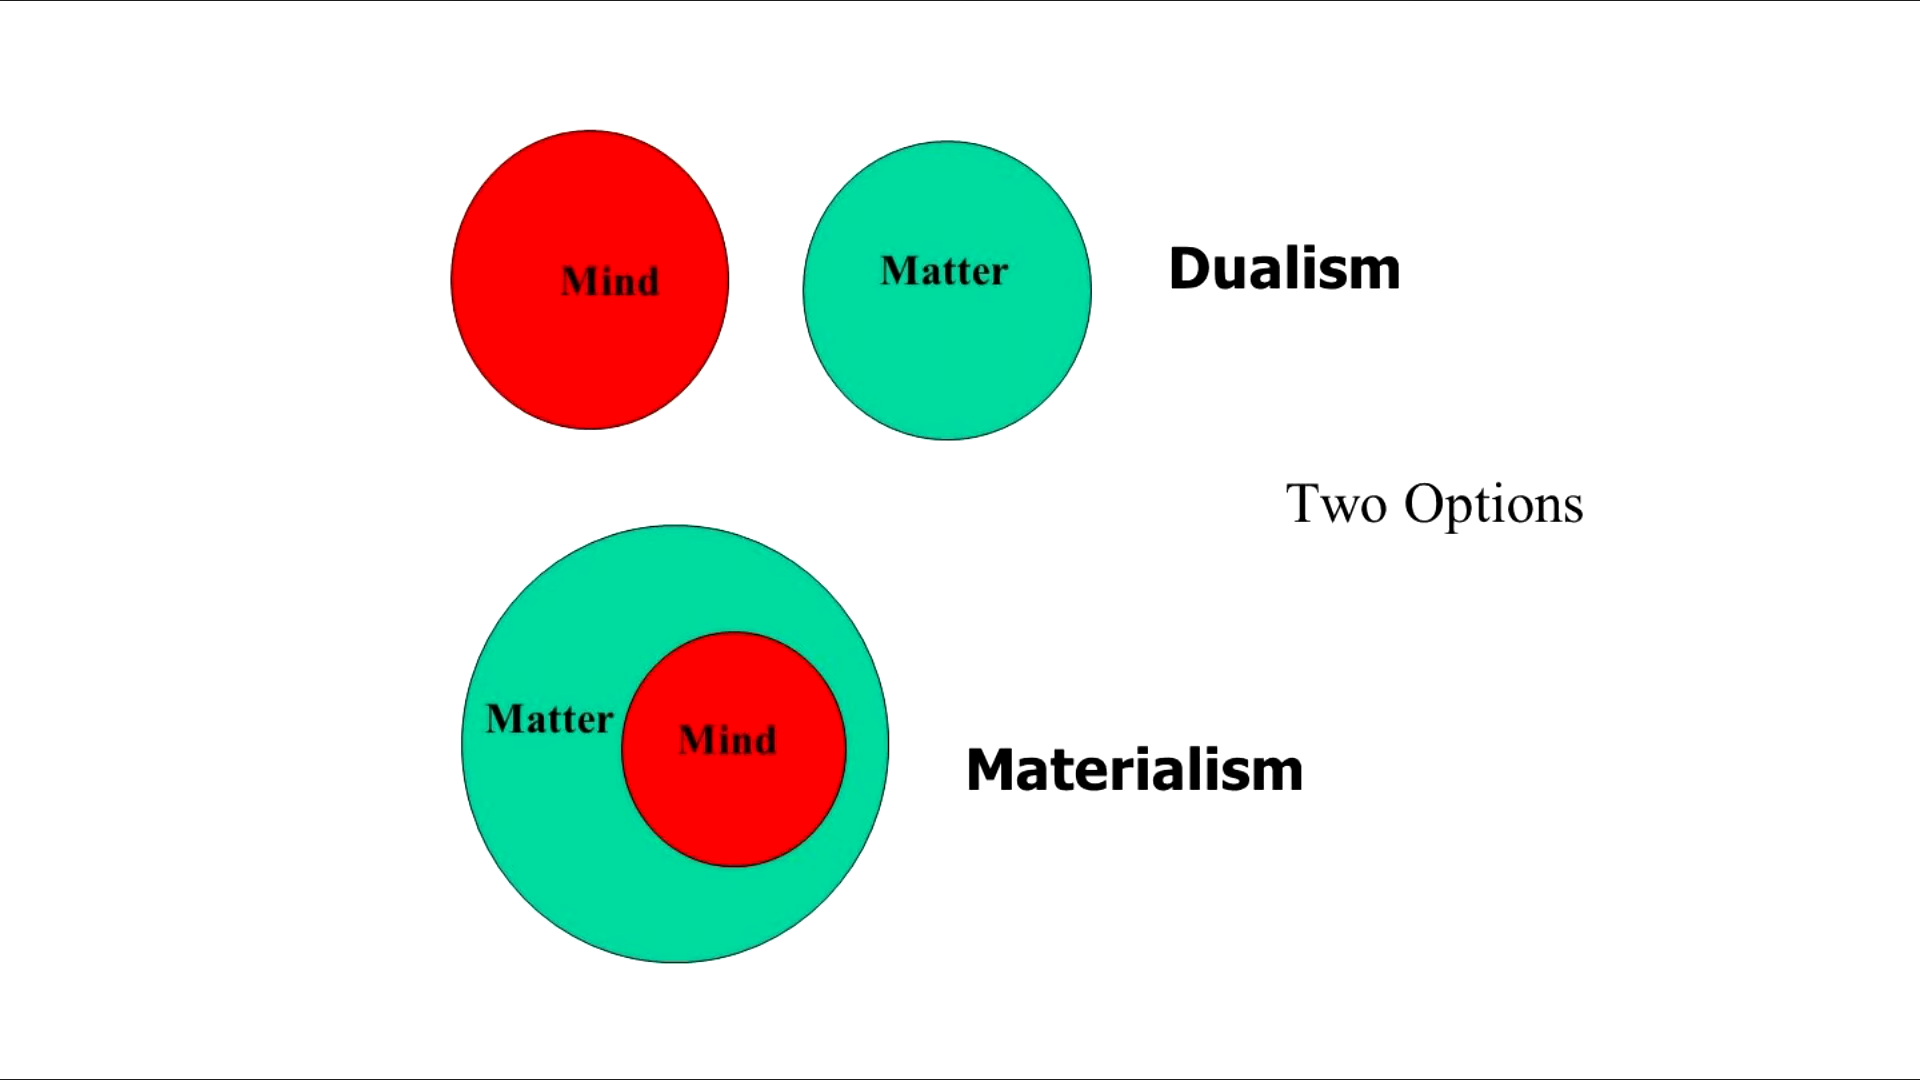 Mind
Matter
Dualism
Two Options
Matter
Mind
Materialism